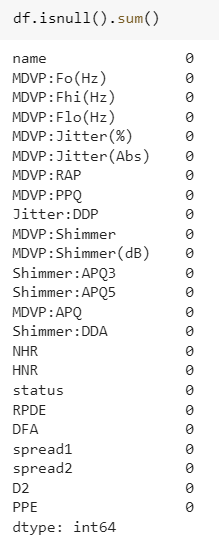 df.isnull().sum()
name 0
MDVP:Fo(Hz) 0
MDVP:Fhi(Hz) 0
MDVP:Flo(Hz) 0
MDVP:Jitter(%) 0
MDVP:Jitter(Abs) 0
MDVP:RAP 0
MDVP:PPQ 0
Jitter:DDP 0
MDVP:Shimmer 0
MDVP:Shimmer(dB) 0
Shimmer:APQ3 0
Shimmer:APQ5 0
MDVP:APQ 0
Shimmer:DDA 0
NHR 0
HNR 0
status 0
RPDE 0
DFA 0
spread1 0
spread2 0
D2 0
PPE 0
dtype: int64